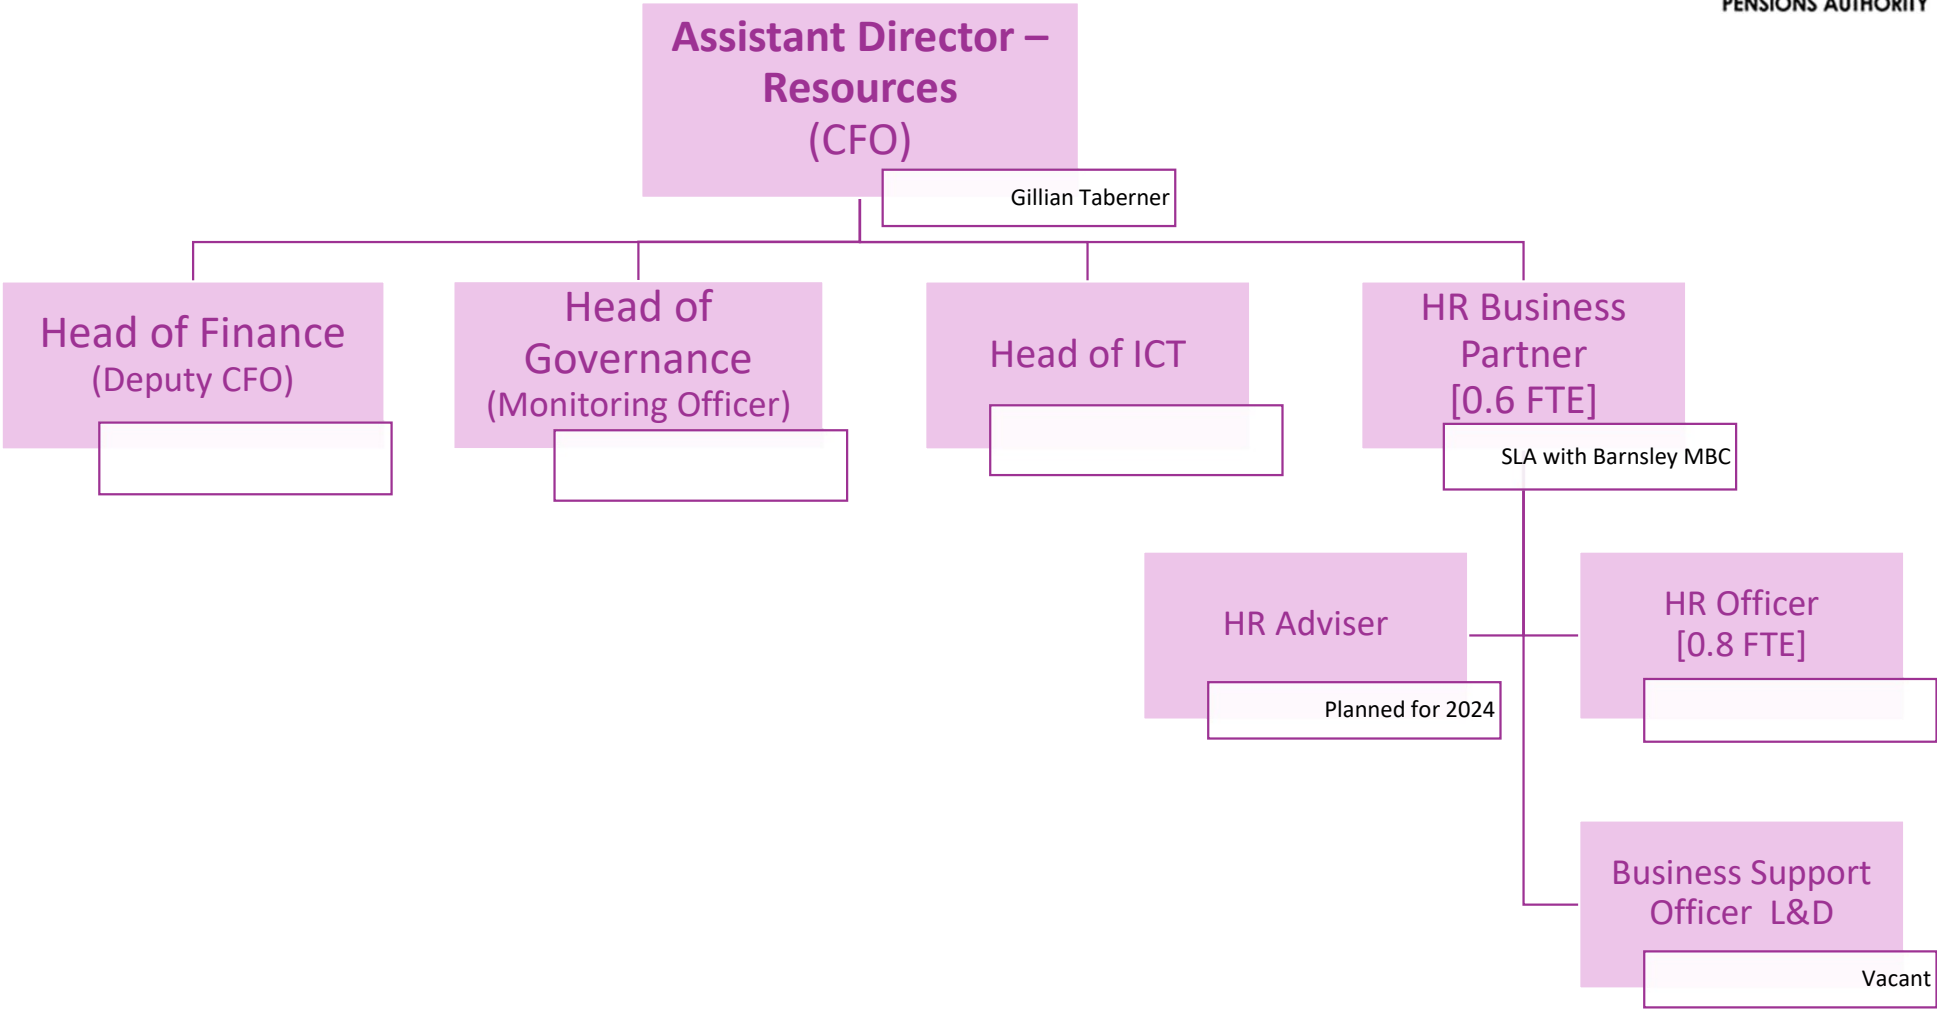 PENSIONS AUTHORITY
Assistant Director –
Resources
(CFO)
Gillian Taberner
Head of Finance
(Deputy CFO)
Head of
Governance
(Monitoring Officer)
Head of ICT
HR Business
Partner
[0.6 FTE]
SLA with Barnsley MBC
HR Adviser
Planned for 2024
HR Officer
[0.8 FTE]
Business Support
Officer  L&D
Vacant